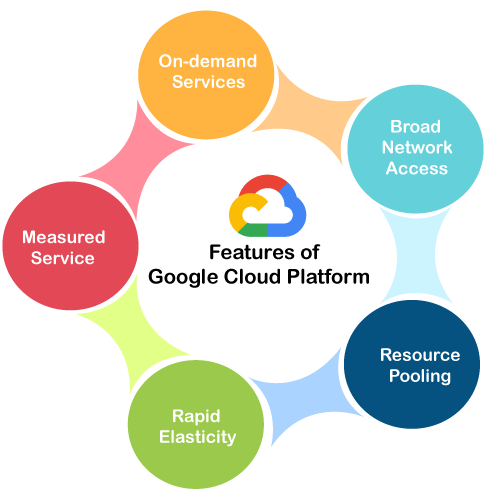 On-demand
Services
Broad
Network
Access
Measured
Service
Features of
Google Cloud Platform
Resource
Pooling
Rapid
Elasticity